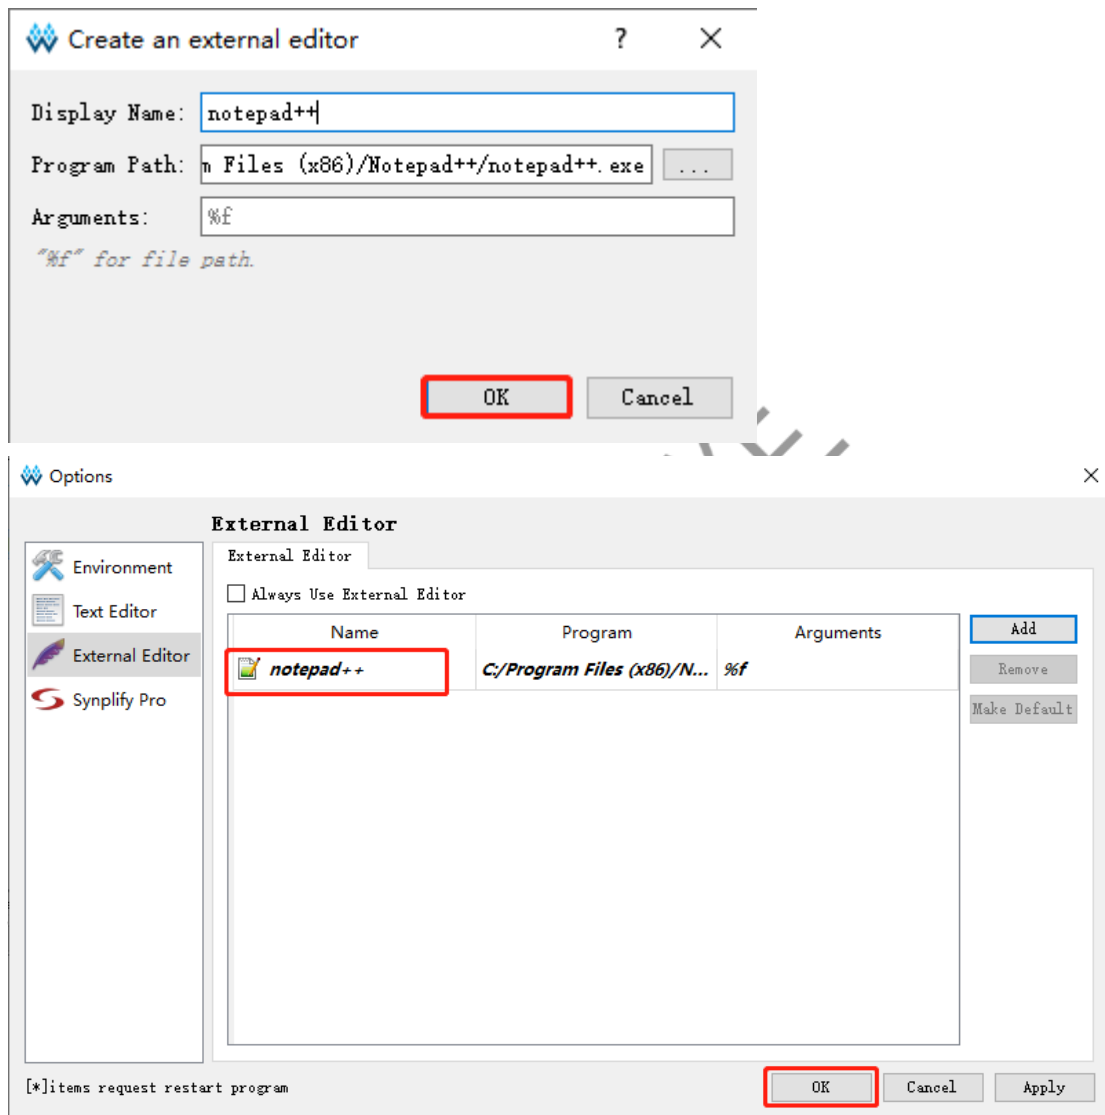 Create an external editor ?
Display Name: notepad++
Program Path: m Files (x86)/Notepad++/notepad++.exe ...
Arguments: %f
"%f" for file path.
OK Cancel
Options
External Editor
Environment
Text Editor
External Editor
Synplify Pro
External Editor
Always Use External Editor
Name Program Arguments
notepad++ C:/Program Files (x86)/N... %f
Add
Remove
Make Default
[*]items request restart program
OK Cancel Apply